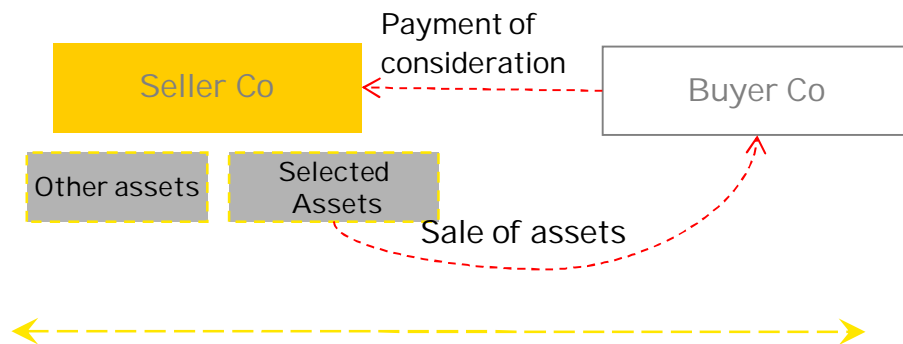 Payment of
consideration
Seller Co
Buyer Co
Other assets
Selected
Assets
Sale of assets